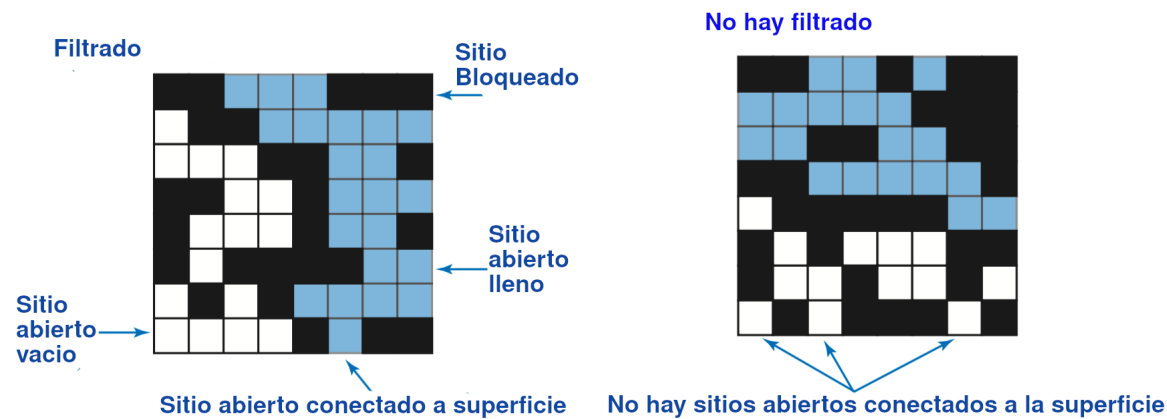 Filtrado
Sitio
Bloqueado
Sitio
abierto
lleno
Sitio
abierto
vacio
Sitio abierto conectado a superficie
No hay filtrado
No hay sitios abiertos conectados a la superficie